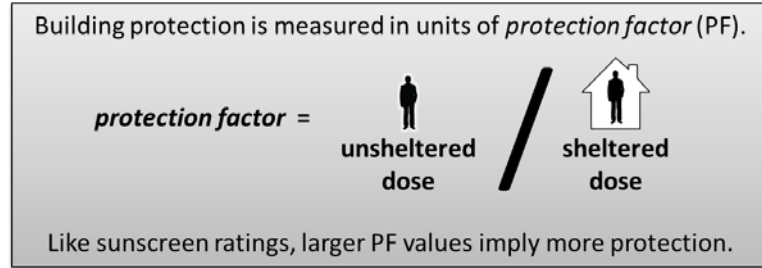 Building protection is measured in units of protection factor (PF).
protection factor =
unsheltered
dose
/
sheltered
dose
Like sunscreen ratings, larger PF values imply more protection.